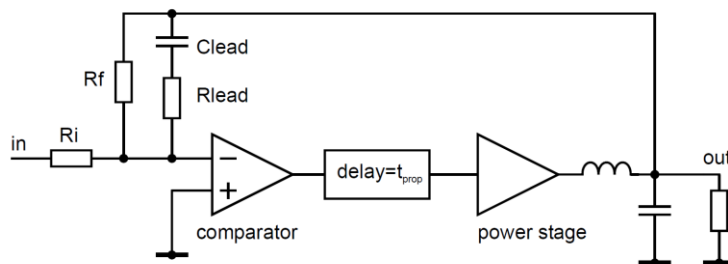 Clead
Rf
Rlead
in
Ri
out
−
+
delay=tprop
comparator
power stage